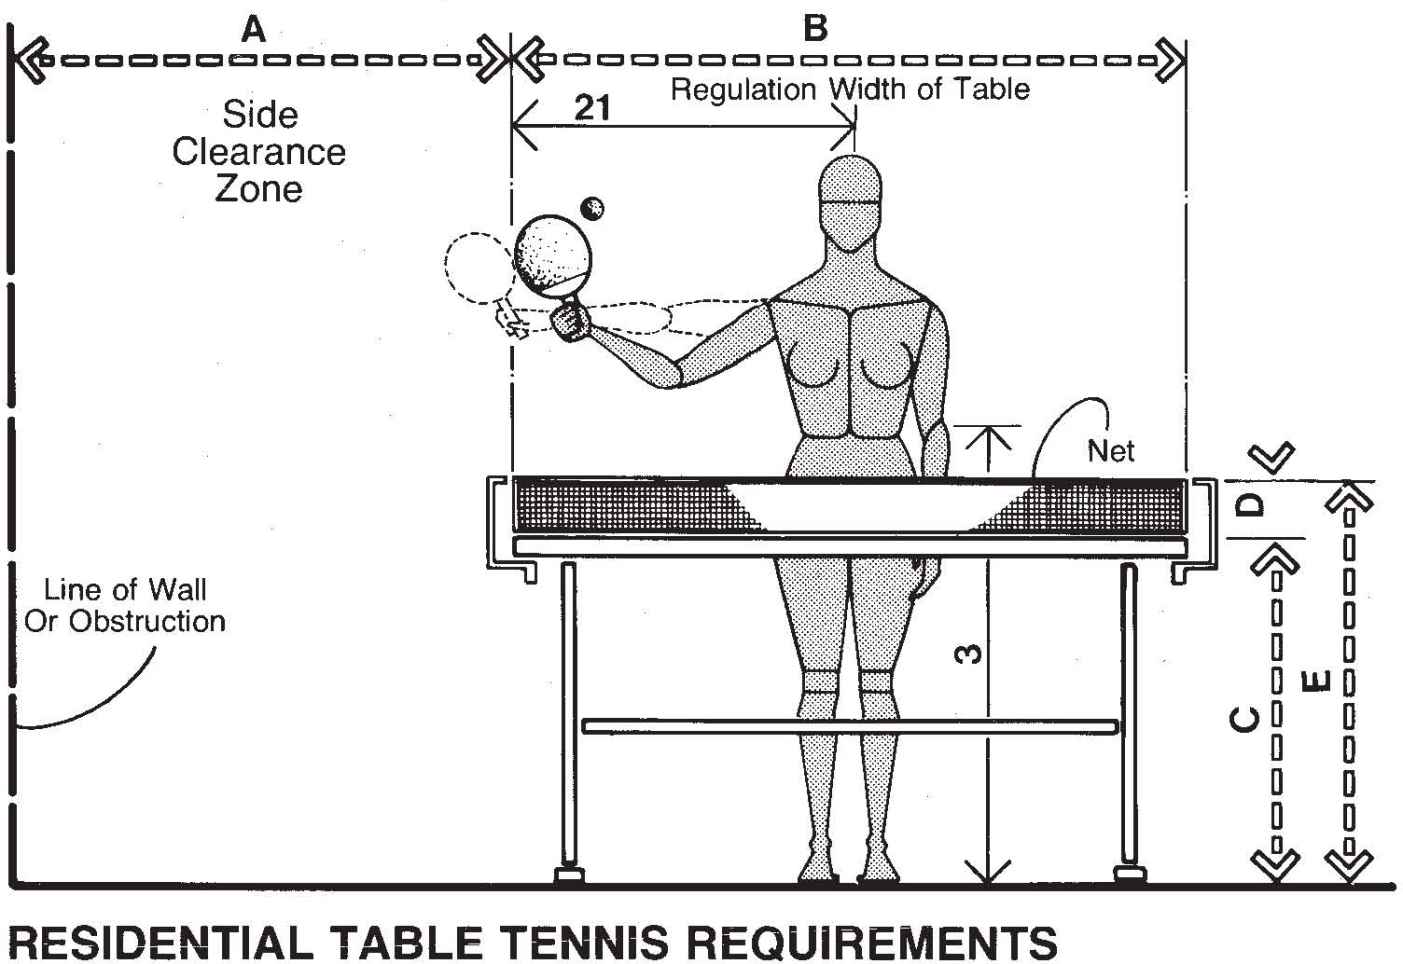 A
B
Regulation Width of Table
21
Side
Clearance
Zone
Net
D
Line of Wall
Or Obstruction
3
E
C
RESIDENTIAL TABLE TENNIS REQUIREMENTS